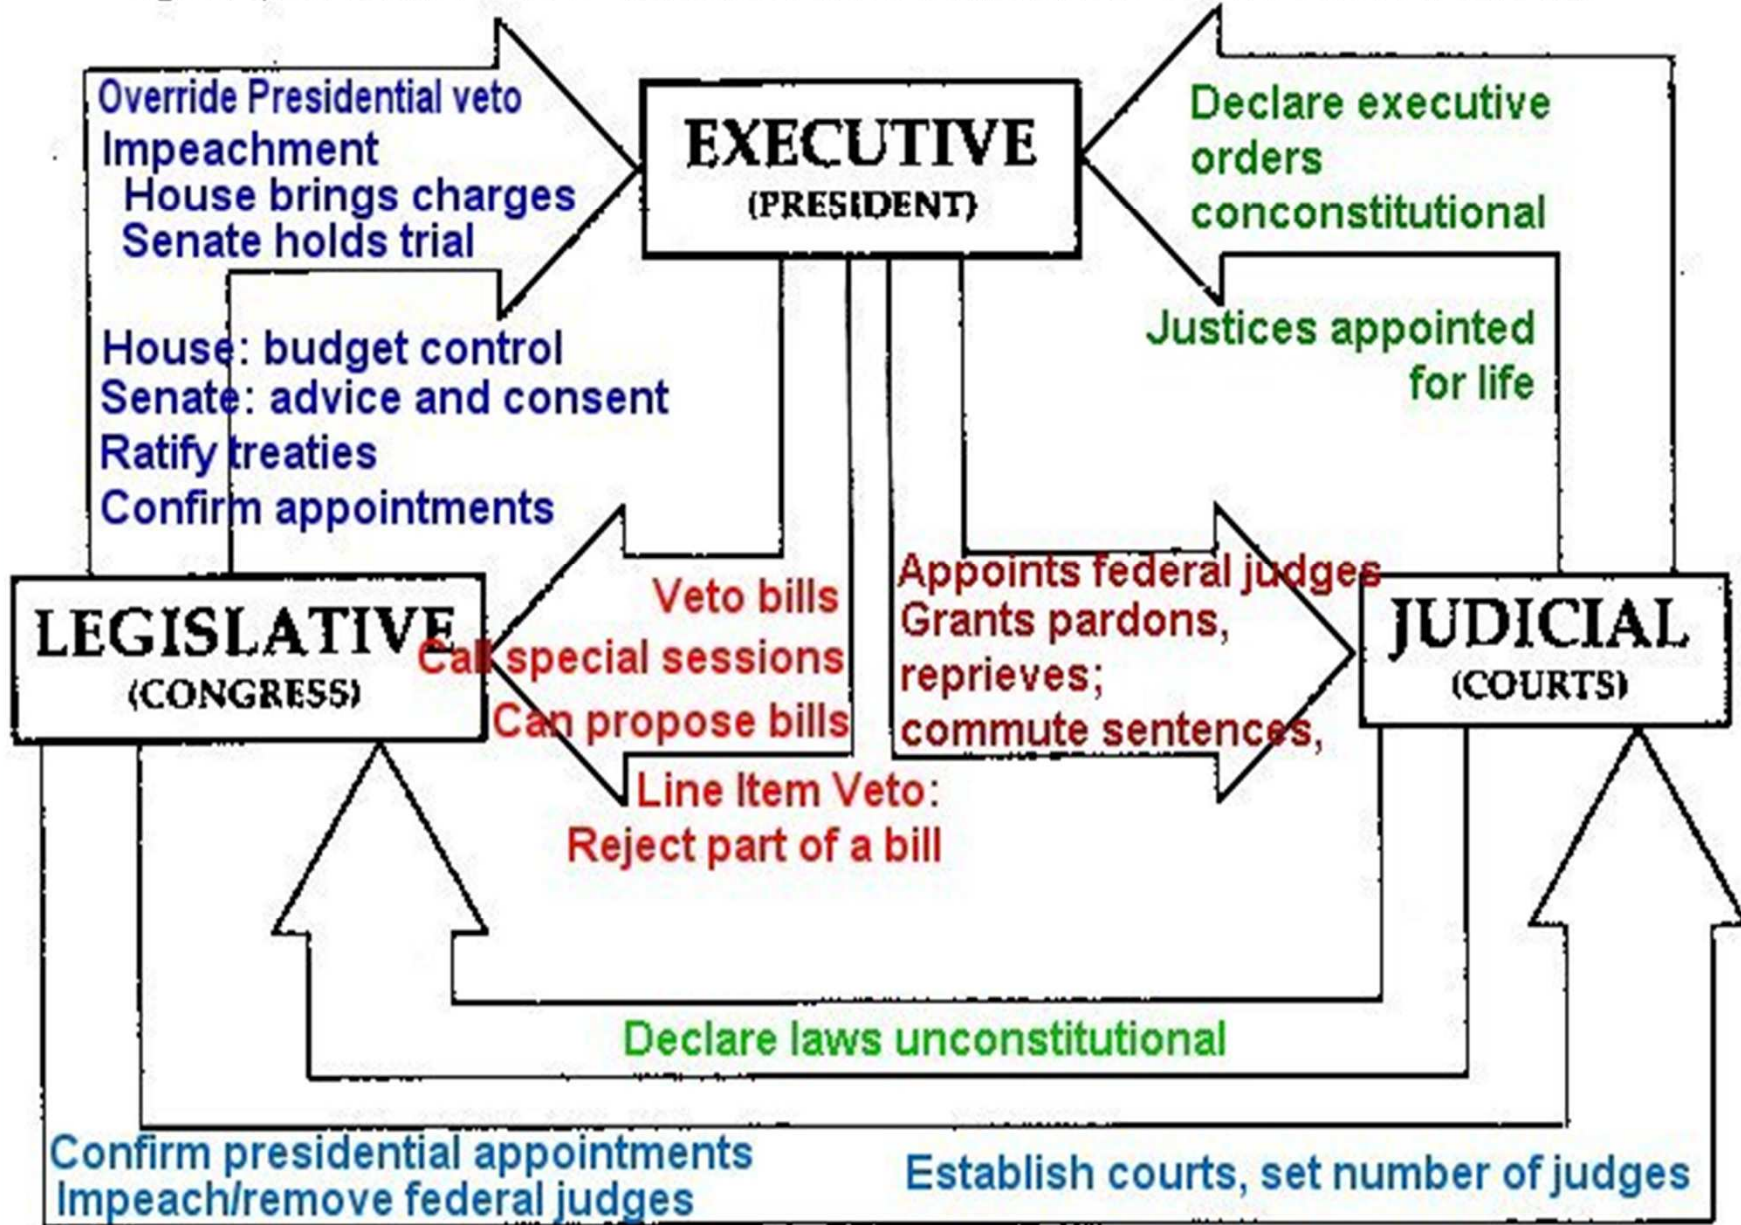 Override Presidential veto
Impeachment
House brings charges
Senate holds trial
House: budget control
Senate: advice and consent
Ratify treaties
Confirm appointments
EXECUTIVE
(PRESIDENT)
Declare executive
orders
conconstitutional
Justices appointed
for life
LEGISLATIVE
(CONGRESS)
Veto bills
Call special sessions
Can propose bills
Line Item Veto:
Reject part of a bill
Appoints federal judges
Grants pardons,
reprieves;
commute sentences,
JUDICIAL
(COURTS)
Declare laws unconstitutional
Confirm presidential appointments
Impeach/remove federal judges
Establish courts, set number of judges